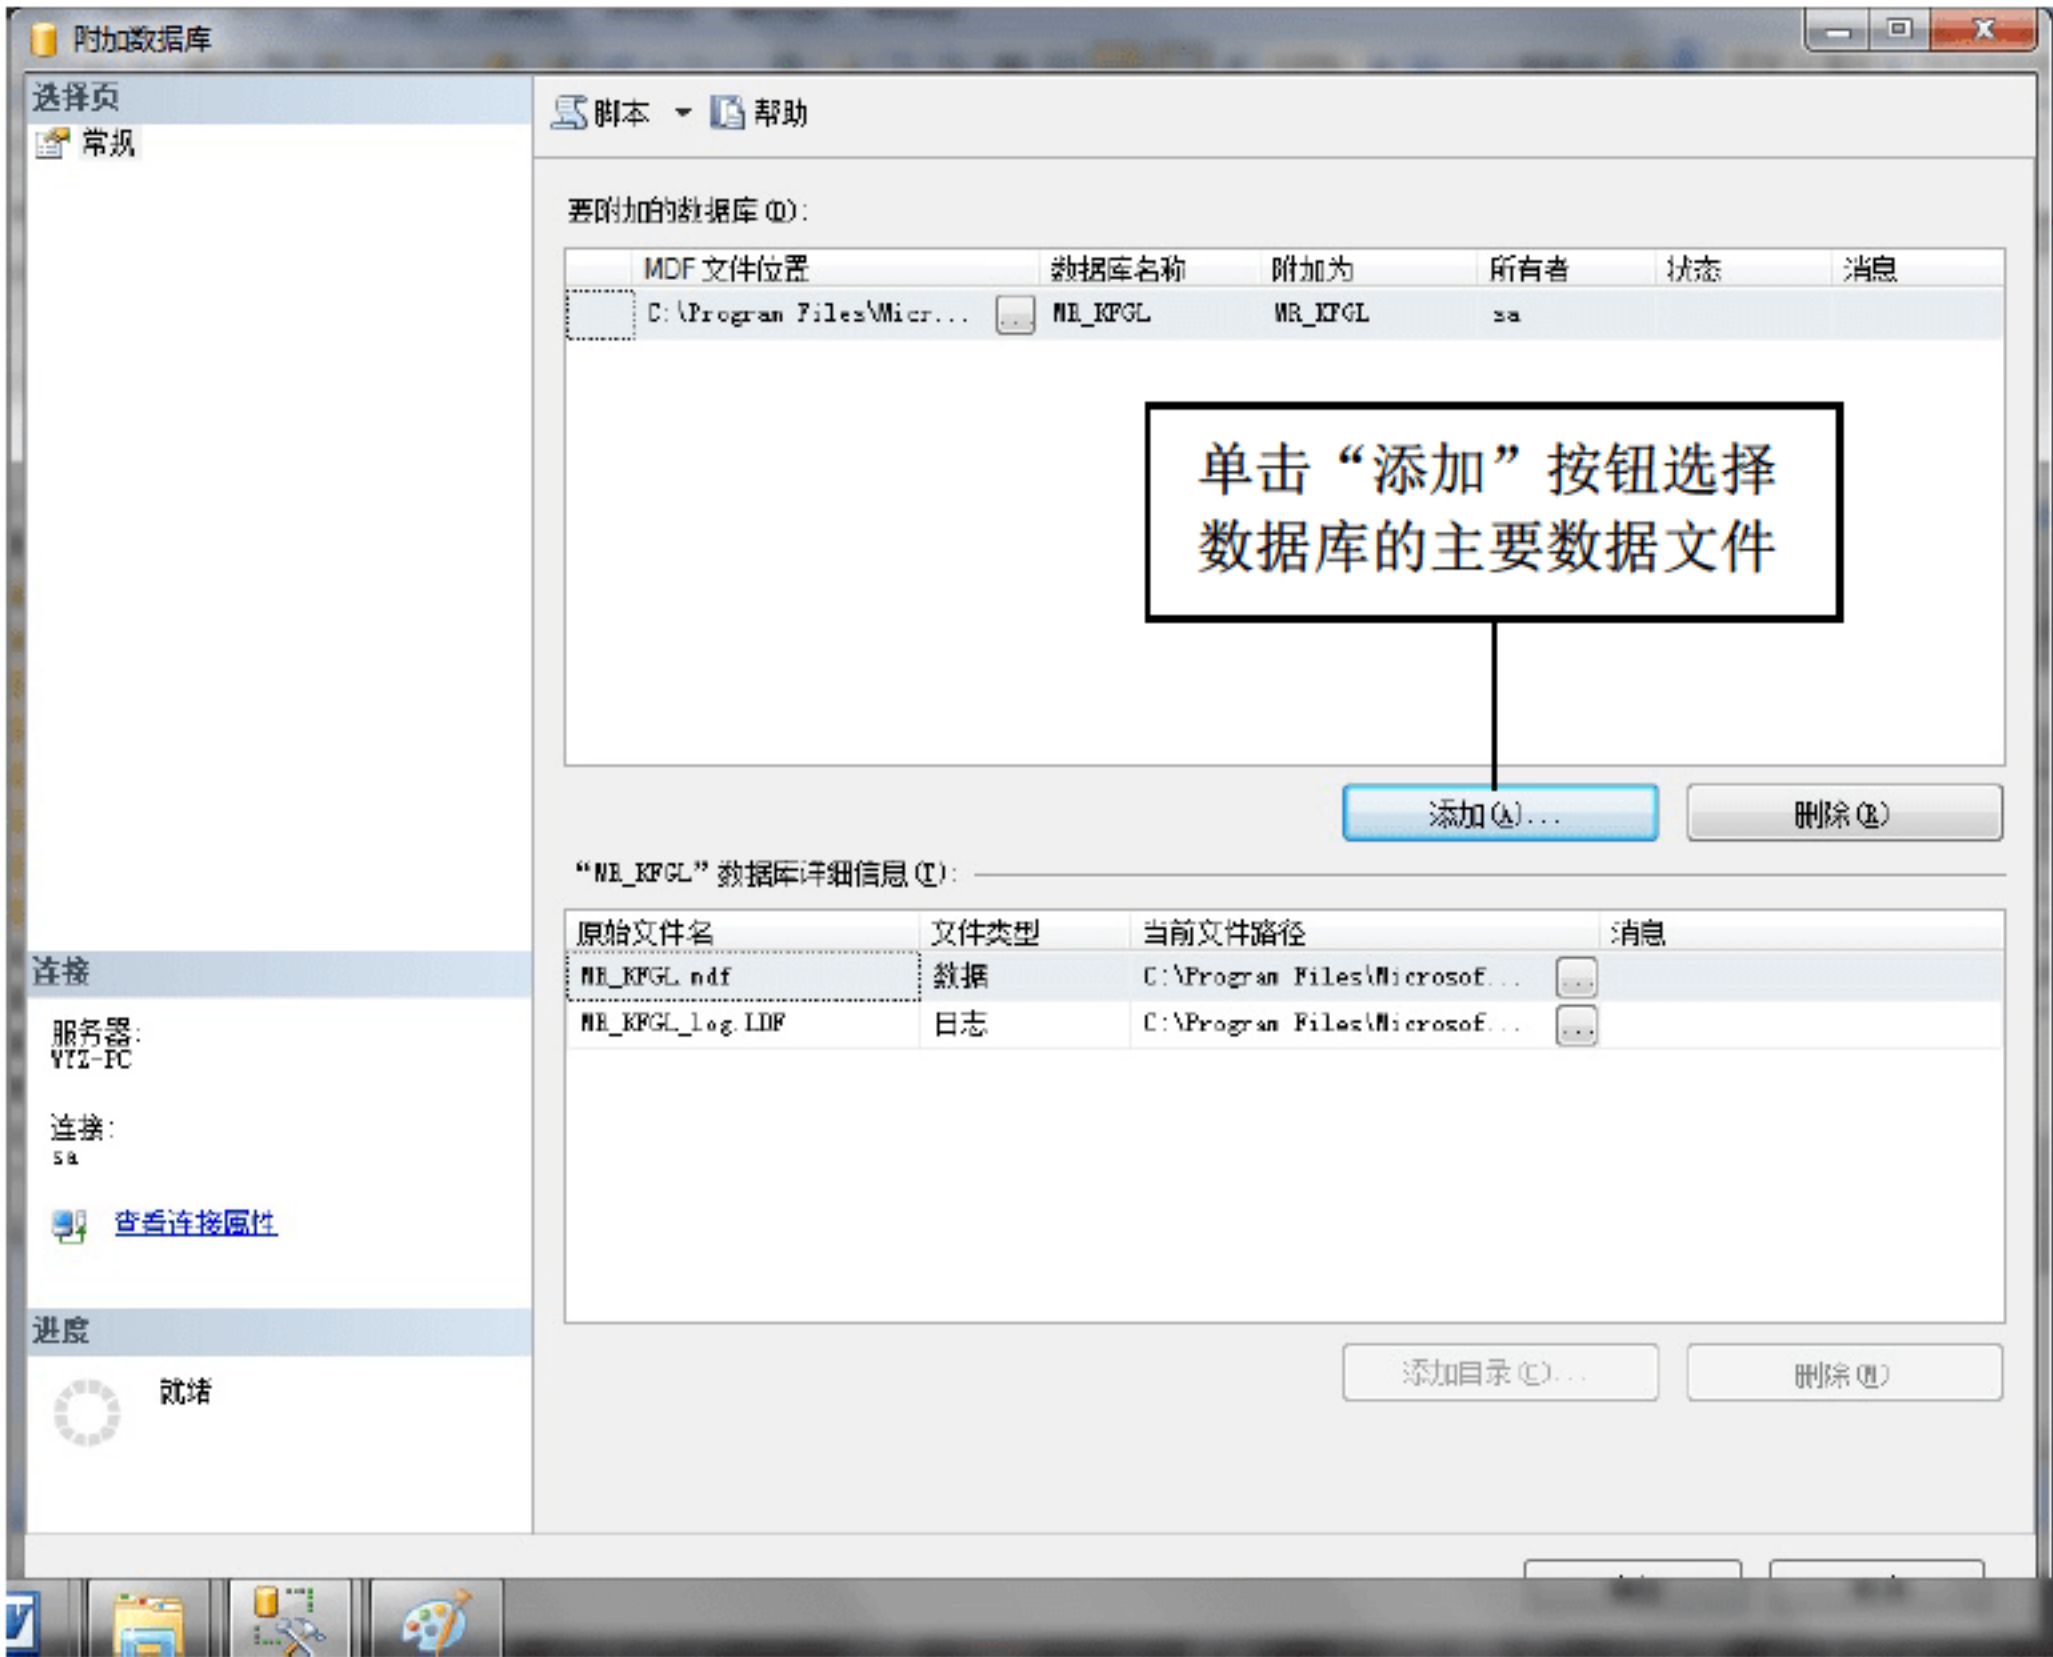 附加数据库
选择页
常规
脚本 帮助
要附加的数据库(D):
MDF 文件位置 数据库名称 附加为 所有者 状态 消息
C:\Program Files\Micr... ... MR_KFGL MR_KFGL sa
单击“添加”按钮选择
数据库的主要数据文件
添加(A)... 删除(R)
“MR_KFGL”数据库详细信息(T):
原始文件名 文件类型 当前文件路径 消息
MR_KFGL.mdf 数据 C:\Program Files\Microsof... ...
MR_KFGL_log.LDF 日志 C:\Program Files\Microsof... ...
连接
服务器:
连接:
sa
查看连接属性
进度
就绪
添加目录(C)... 删除(M)